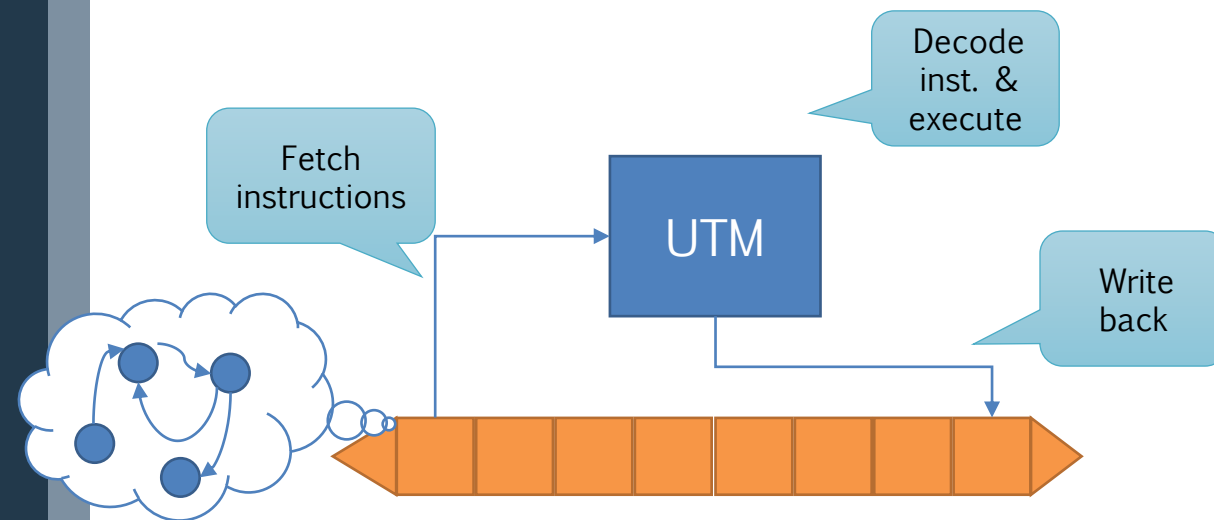 Decode
inst. &
execute
Fetch
instructions
UTM
Write
back